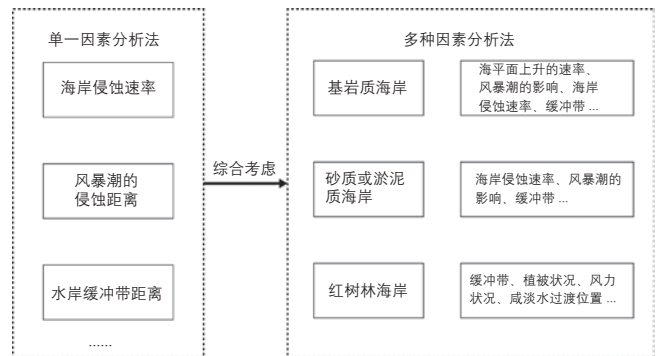 单一因素分析法
海岸侵蚀速率
风暴潮的
侵蚀距离
水岸缓冲带距离
......
综合考虑
多种因素分析法
基岩质海岸
海平面上升的速率、
风暴潮的影响、海岸
侵蚀速率、缓冲带 ...
砂质或淤泥
质海岸
海岸侵蚀速率、风暴潮的
影响、缓冲带 ...
红树林海岸
缓冲带、植被状况、风力
状况、咸淡水过渡位置 ...